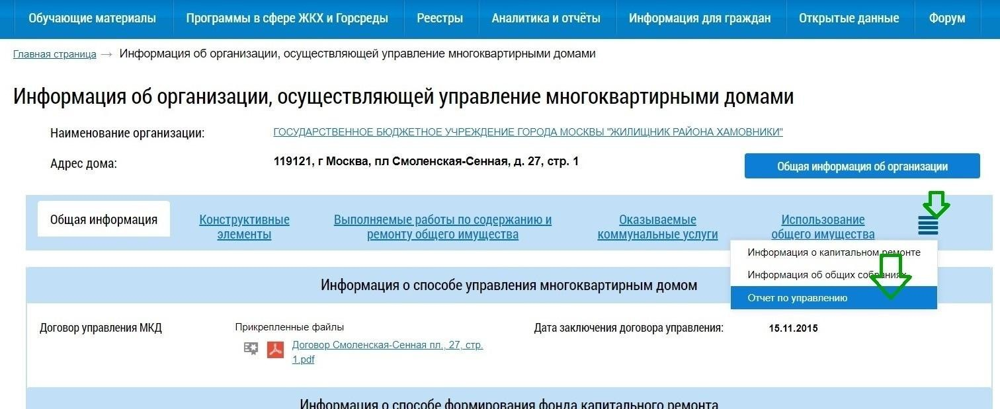 Обучающие материалы Программы в сфере ЖКХ и Горсреды Реестры Аналитика и отчёты Информация для граждан Открытые данные Форум
Главная страница → Информация об организации, осуществляющей управление многоквартирными домами
Информация об организации, осуществляющей управление многоквартирными домами
Наименование организации: ГОСУДАРСТВЕННОЕ БЮДЖЕТНОЕ УЧРЕЖДЕНИЕ ГОРОДА МОСКВЫ "ЖИЛИЩНИК РАЙОНА ХАМОВНИКИ"
Адрес дома: 119121, г Москва, пл Смоленская-Сенная, д. 27, стр. 1
Общая информация об организации
Общая информация
Конструктивные
элементы
Выполняемые работы по содержанию и
ремонту общего имущества
Оказываемые
коммунальные услуги
Использование
общего имущества
Информация о капитальном ремонте
Информация об общих собраниях
Отчет по управлению
Информация о способе управления многоквартирным домом
Договор управления МКД
Прикрепленные файлы
Договор Смоленская-Сенная пл., 27, стр.
1.pdf
Дата заключения договора управления: 15.11.2015
Информация о способе формирования фонда капитального ремонта